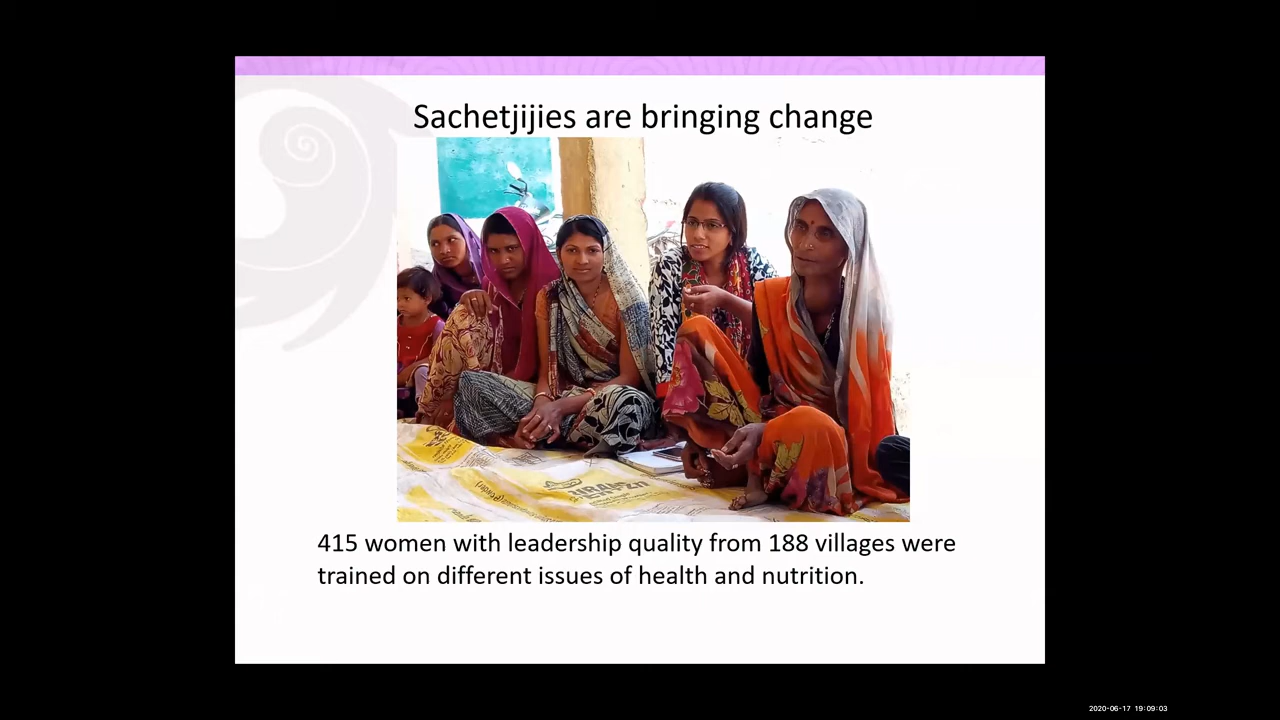 Sachetjijies are bringing change
415 women with leadership quality from 188 villages were
trained on different issues of health and nutrition.
2020-06-17 19:09:03